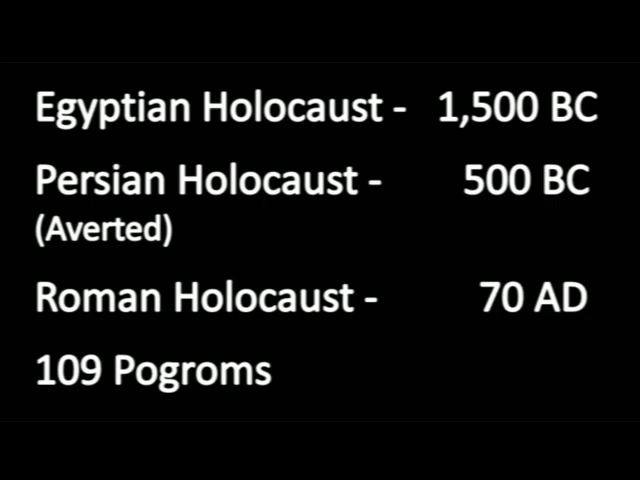 Egyptian Holocaust - 1,500 BC
Persian Holocaust - 500 BC
(Averted)
Roman Holocaust - 70 AD
109 Pogroms